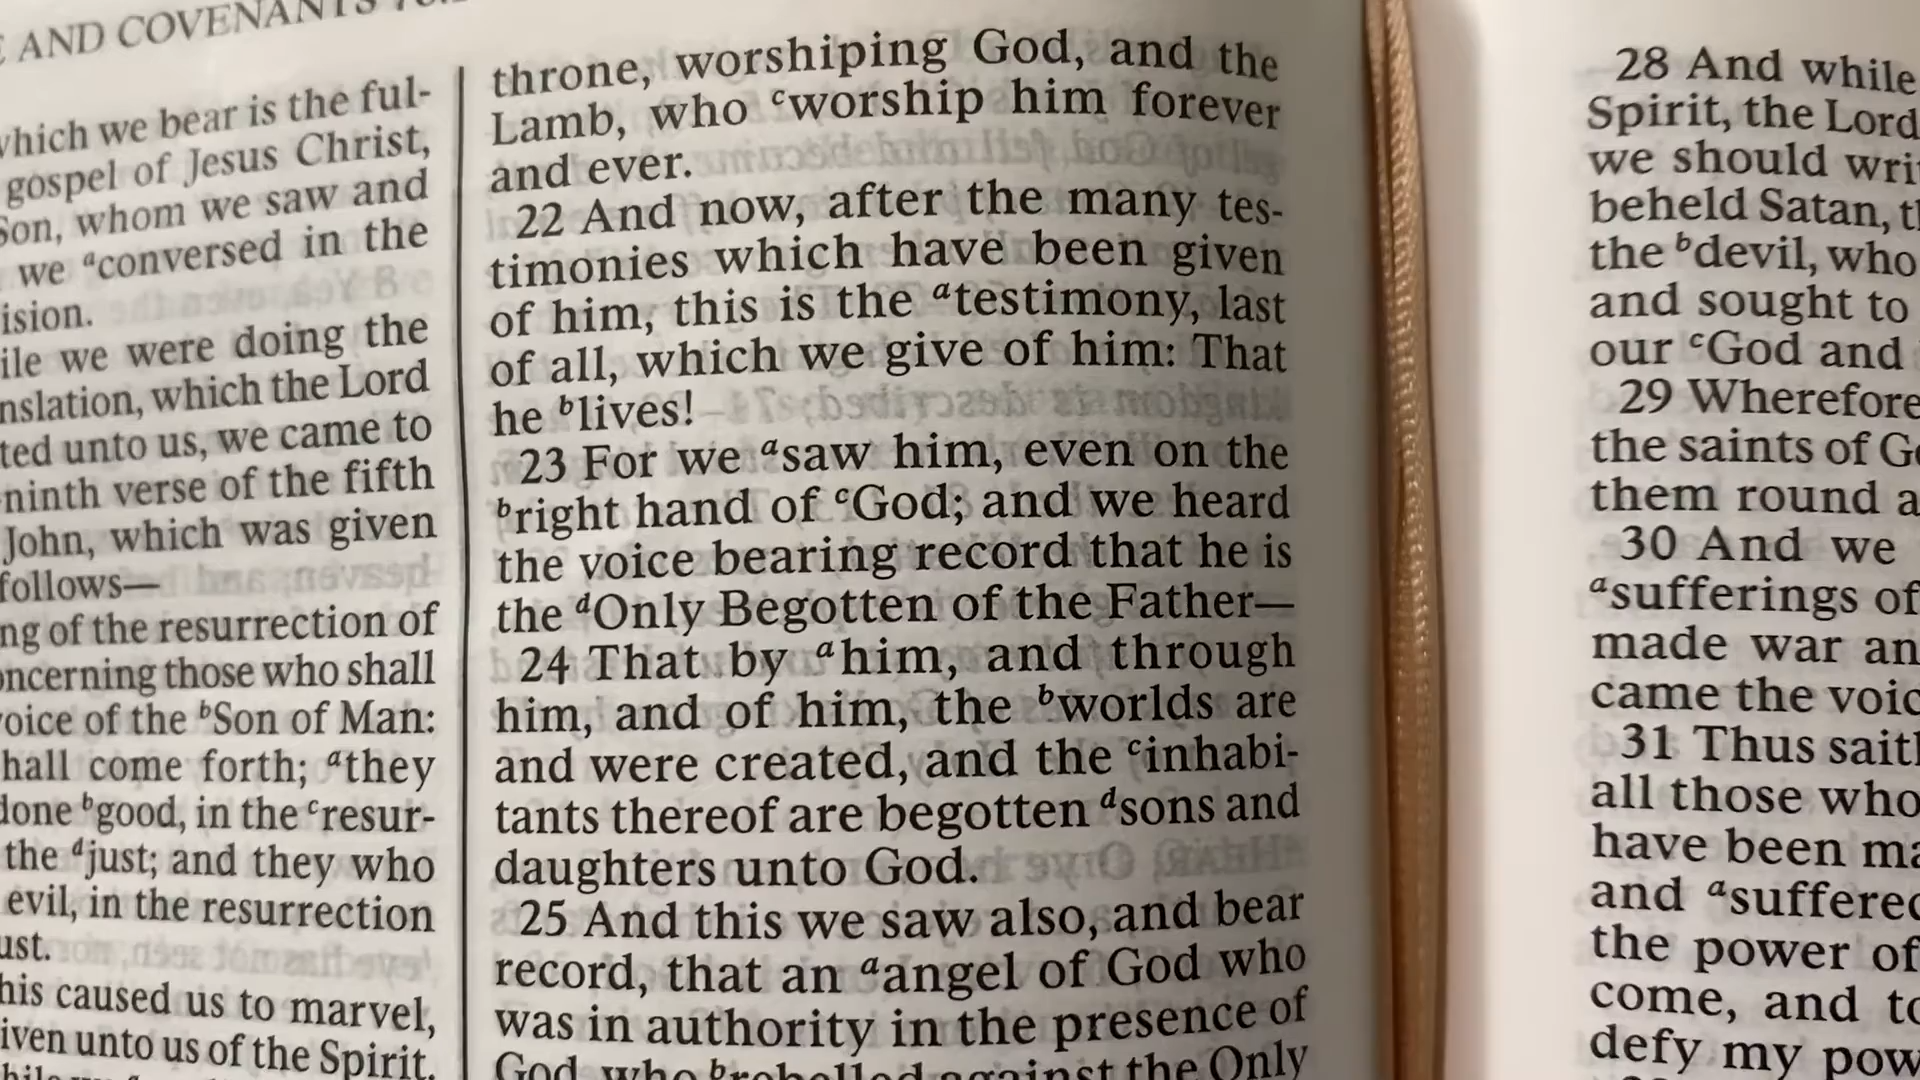 AND COVENANTS
which we bear is the ful-
gospel of Jesus Christ,
Son, whom we saw and
we ᵃconversed in the
ision.
ile we were doing the
nslation, which the Lord
ted unto us, we came to
ninth verse of the fifth
John, which was given
follows—
ng of the resurrection of
oncerning those who shall
voice of the ᵇSon of Man:
hall come forth; ᵃthey
done ᵇgood, in the ᶜresur-
the ᵈjust; and they who
evil, in the resurrection
ust.
his caused us to marvel,
iven unto us of the Spirit.
throne, worshiping God, and the
Lamb, who ᶜworship him forever
and ever.
22 And now, after the many tes-
timonies which have been given
of him, this is the ᵃtestimony, last
of all, which we give of him: That
he ᵇlives!
23 For we ᵃsaw him, even on the
ᵇright hand of ᶜGod; and we heard
the voice bearing record that he is
the ᵈOnly Begotten of the Father—
24 That by ᵃhim, and through
him, and of him, the ᵇworlds are
and were created, and the ᶜinhabi-
tants thereof are begotten ᵈsons and
daughters unto God.
25 And this we saw also, and bear
record, that an ᵃangel of God who
was in authority in the presence of
God, who ᵇrebelled against the Only
28 And while
Spirit, the Lord
we should writ
beheld Satan, th
the ᵇdevil, who
and sought to
our ᶜGod and
29 Wherefore
the saints of Go
them round a
30 And we
ᵃsufferings of
made war an
came the voic
31 Thus saith
all those who
have been ma
and ᵃsuffered
the power of
come, and to
defy my pow